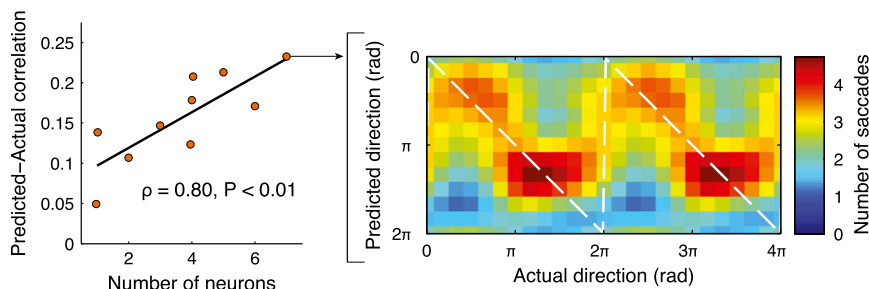 Predicted–Actual correlation
0.25
0.2
0.15
0.1
0.05
0
ρ = 0.80, P < 0.01
2
4
6
Number of neurons
Predicted direction (rad)
0
π
2π
0
π
2π
3π
4π
Actual direction (rad)
4
3
2
1
0
Number of saccades